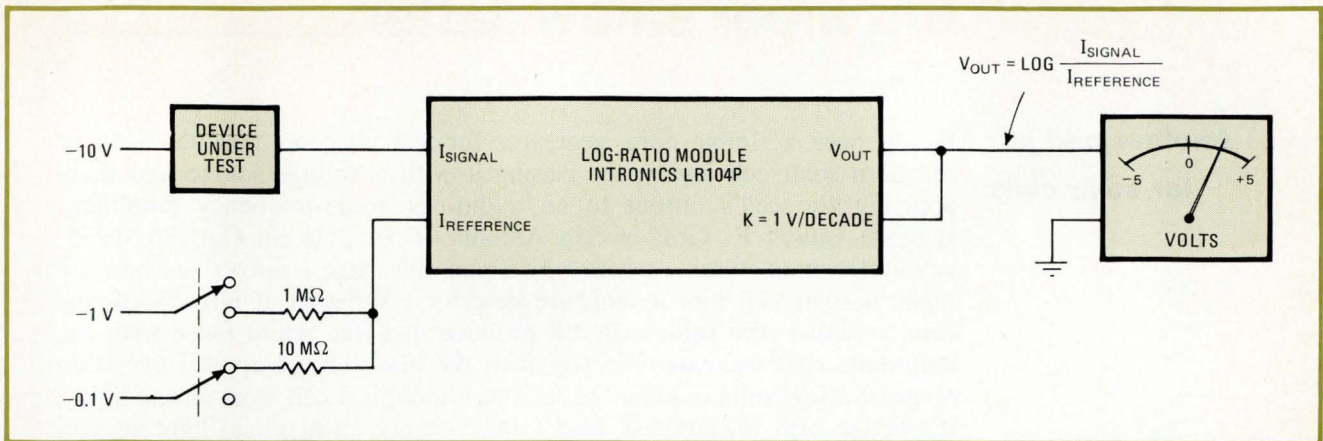 V_OUT = LOG I_SIGNAL / I_REFERENCE
-10 V
DEVICE
UNDER
TEST
I_SIGNAL
LOG-RATIO MODULE
INTRONICS LR104P
V_OUT
I_REFERENCE
K = 1 V/DECADE
-5
0
+5
VOLTS
1 MΩ
-1 V
10 MΩ
-0.1 V